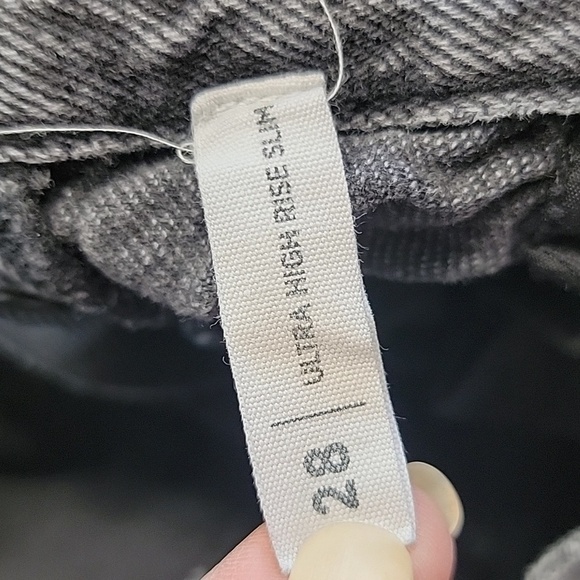 28 | ULTRA HIGH RISE SLIM